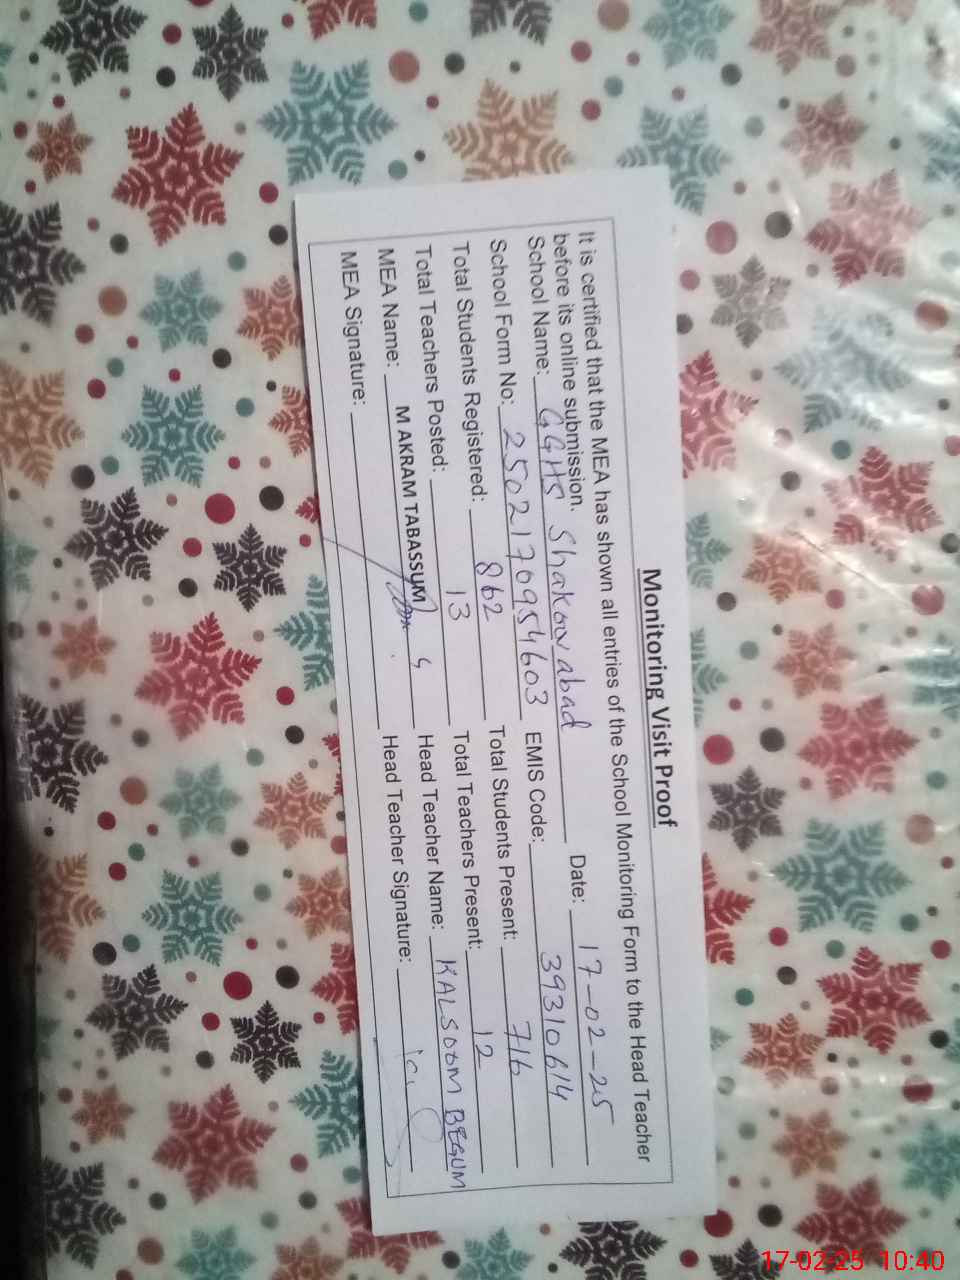 Monitoring Visit Proof
It is certified that the MEA has shown all entries of the School Monitoring Form to the Head Teacher
before its online submission. Date: 17-02-25
School Name: GGHS Shakoorabad EMIS Code: 39310614
School Form No: 2502170954603 Total Students Present: 716
Total Students Registered: 862 Total Teachers Present: 12
Total Teachers Posted: 13 Head Teacher Name: KALSOOM BEGUM
MEA Name: M AKRAM TABASSUM Head Teacher Signature:
MEA Signature:
17-02-25 10:40